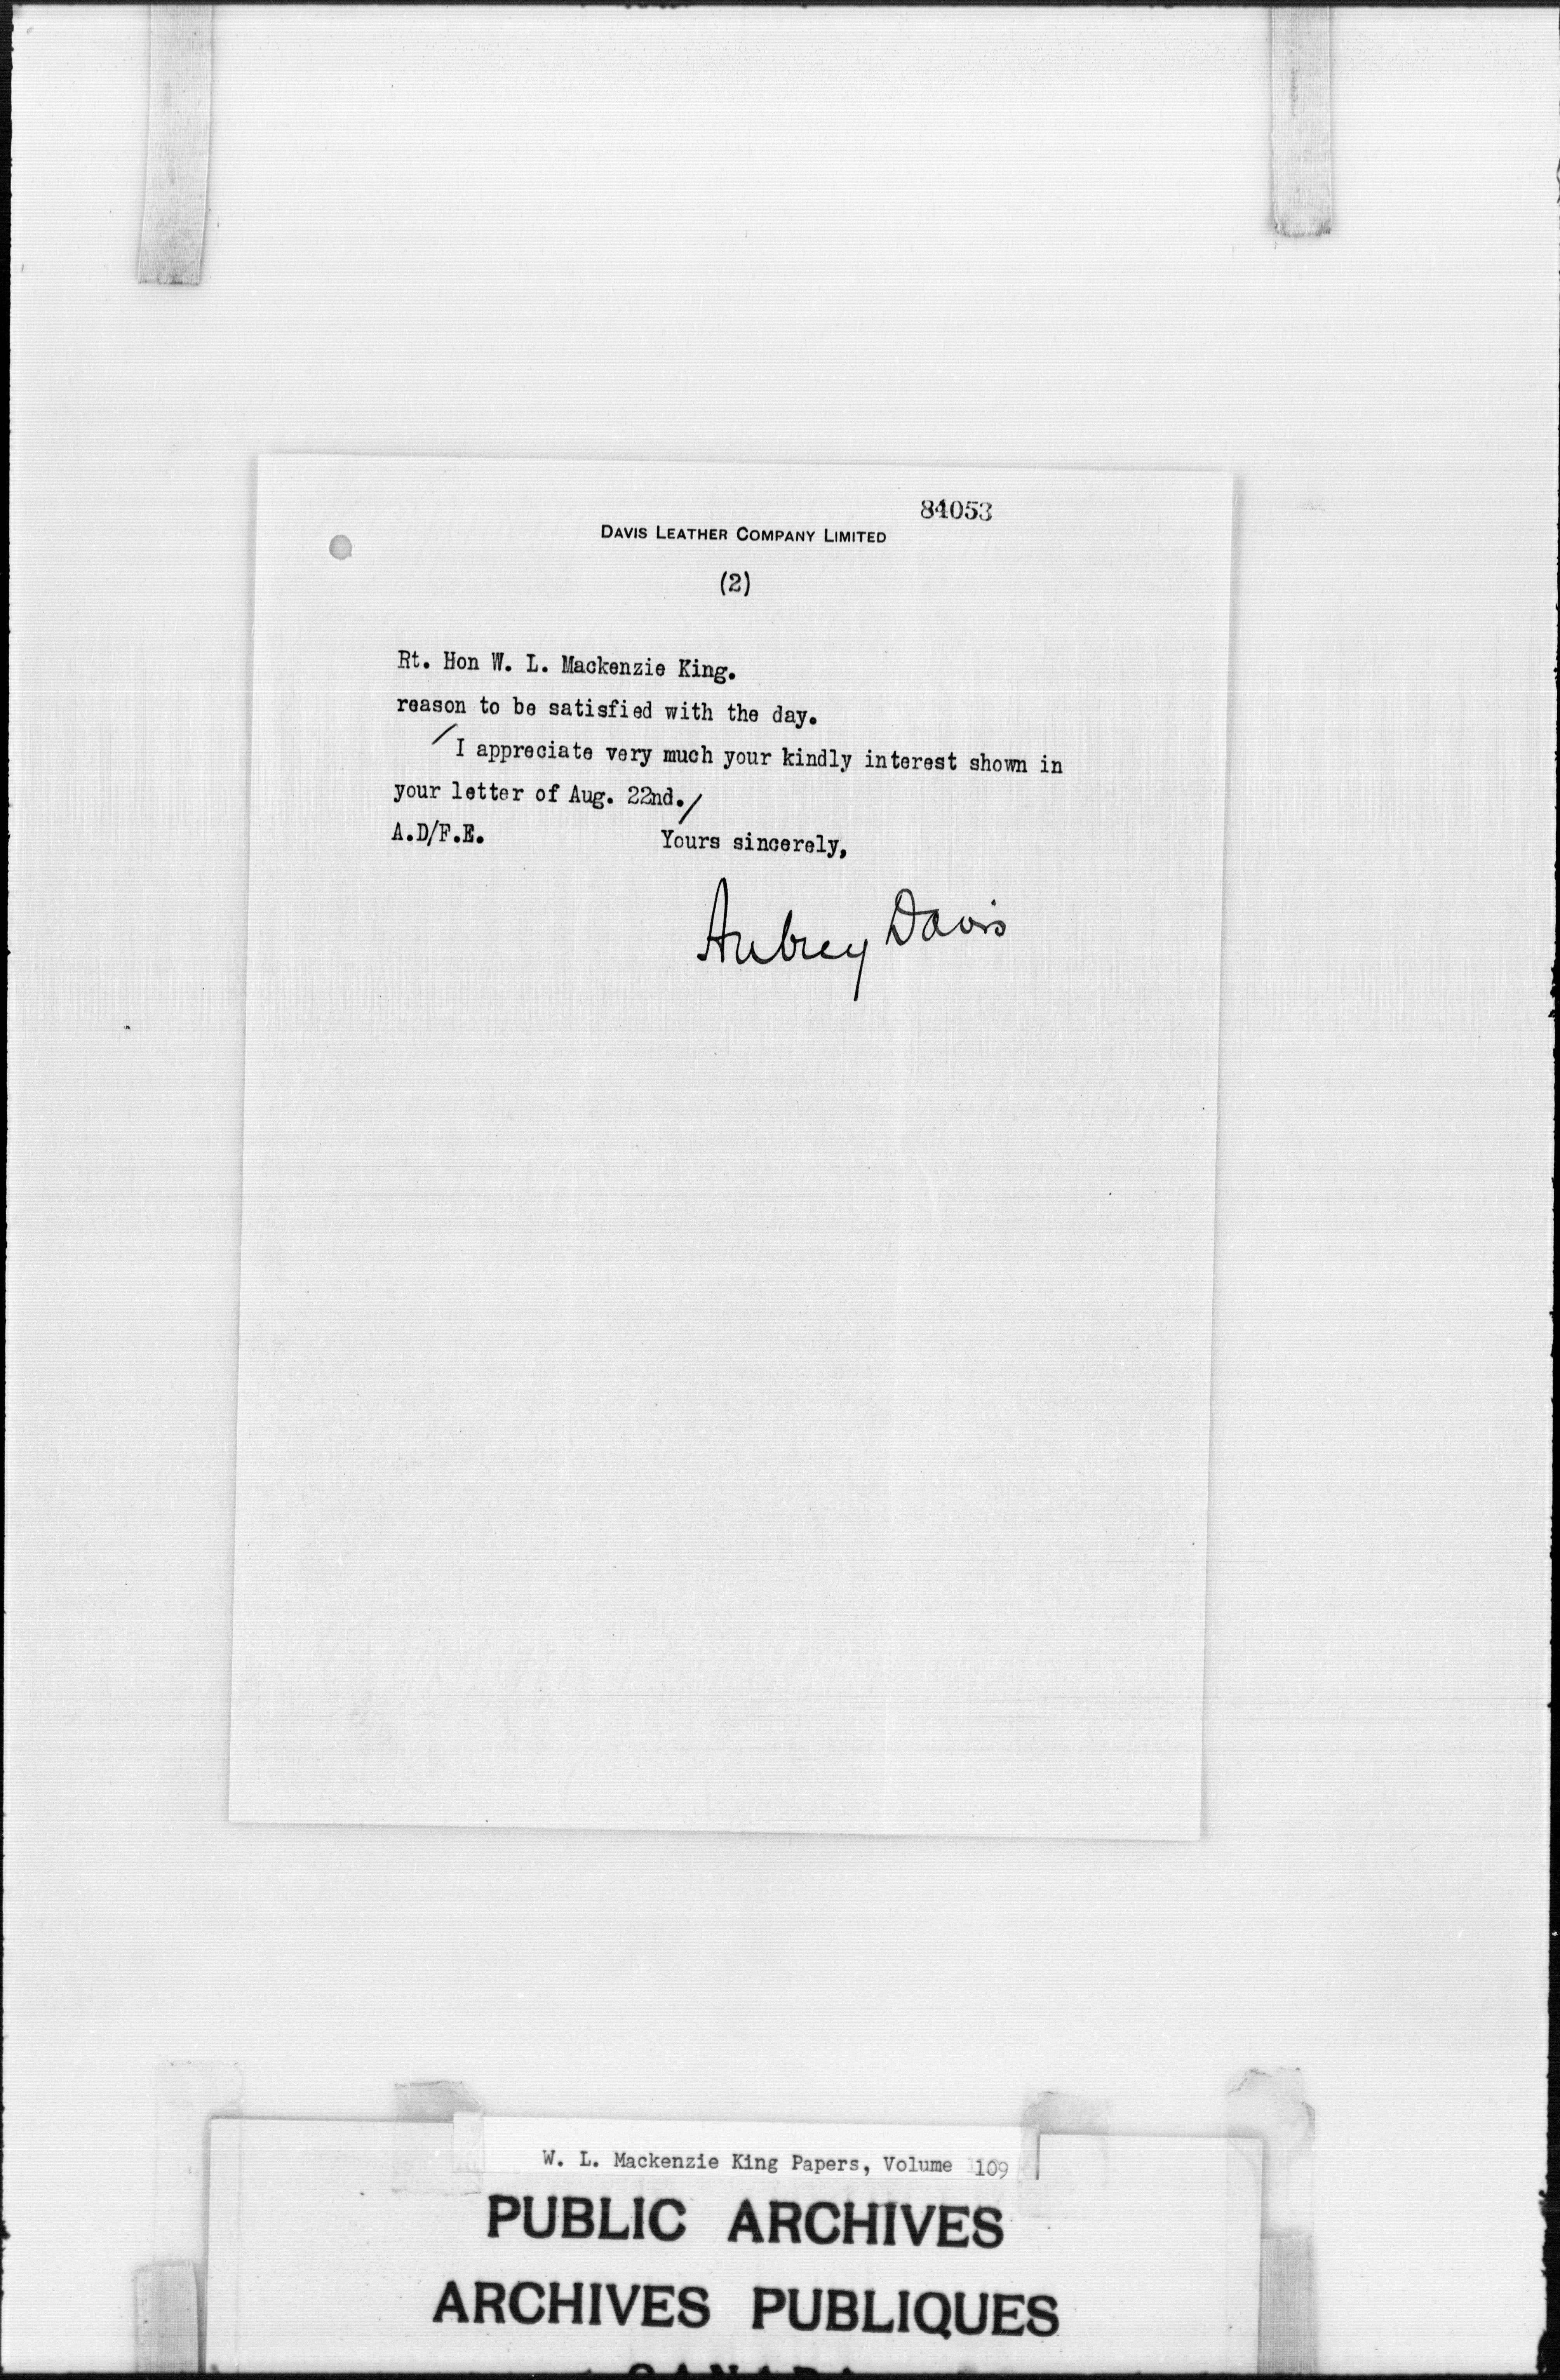 84053
DAVIS LEATHER COMPANY LIMITED
(2)
Rt. Hon W. L. Mackenzie King.
reason to be satisfied with the day.
/ I appreciate very much your kindly interest shown in
your letter of Aug. 22nd./
A.D/F.E. Yours sincerely,
Aubrey Davis
W. L. Mackenzie King Papers, Volume 109
PUBLIC ARCHIVES
ARCHIVES PUBLIQUES
CANADA